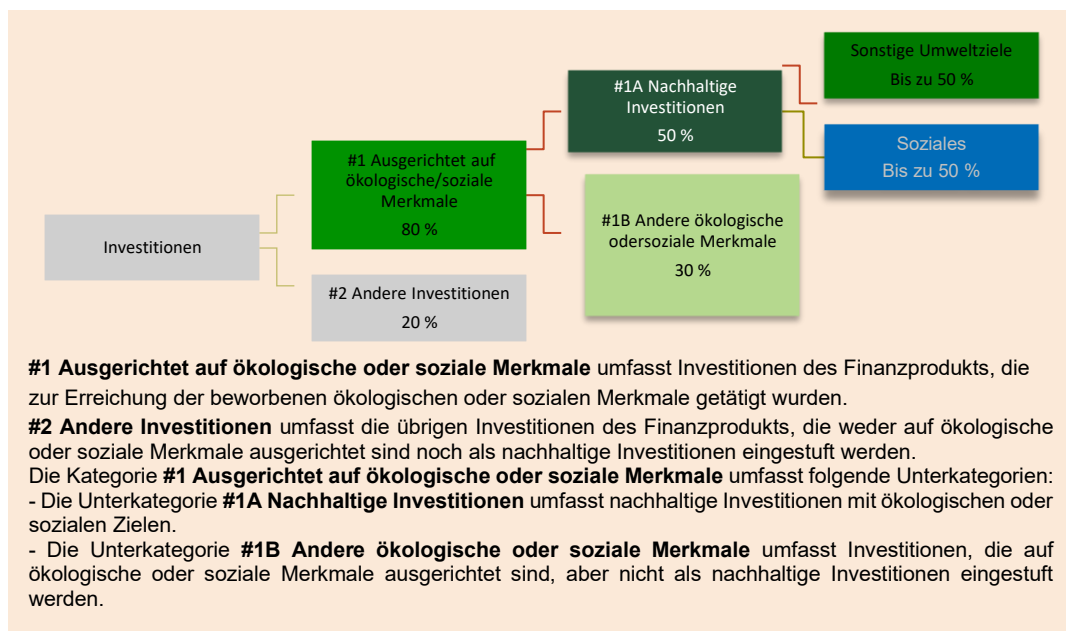 Sonstige Umweltziele
Bis zu 50 %
#1A Nachhaltige
Investitionen
50 %
Soziales
Bis zu 50 %
#1 Ausgerichtet auf
ökologische/soziale
Merkmale
80 %
#1B Andere ökologische
odersoziale Merkmale
30 %
Investitionen
#2 Andere Investitionen
20 %
#1 Ausgerichtet auf ökologische oder soziale Merkmale umfasst Investitionen des Finanzprodukts, die
zur Erreichung der beworbenen ökologischen oder sozialen Merkmale getätigt wurden.
#2 Andere Investitionen umfasst die übrigen Investitionen des Finanzprodukts, die weder auf ökologische
oder soziale Merkmale ausgerichtet sind noch als nachhaltige Investitionen eingestuft werden.
Die Kategorie #1 Ausgerichtet auf ökologische oder soziale Merkmale umfasst folgende Unterkategorien:
- Die Unterkategorie #1A Nachhaltige Investitionen umfasst nachhaltige Investitionen mit ökologischen oder
sozialen Zielen.
- Die Unterkategorie #1B Andere ökologische oder soziale Merkmale umfasst Investitionen, die auf
ökologische oder soziale Merkmale ausgerichtet sind, aber nicht als nachhaltige Investitionen eingestuft
werden.